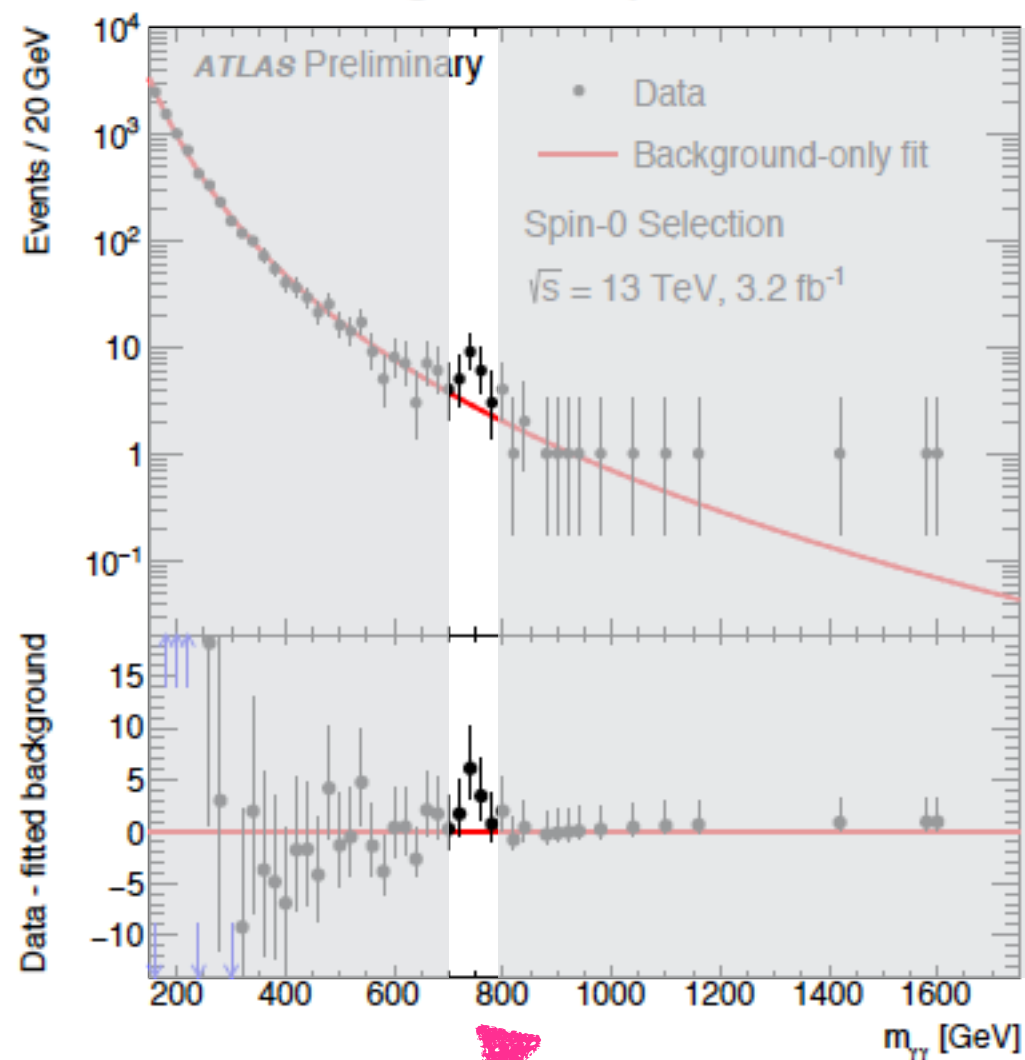 ATLAS Preliminary
Data
Background-only fit
Spin-0 Selection
√s = 13 TeV, 3.2 fb⁻¹
Events / 20 GeV
10⁴
10³
10²
10
1
10⁻¹
Data - fitted background
15
10
5
0
−5
−10
200 400 600 800 1000 1200 1400 1600
mγγ [GeV]